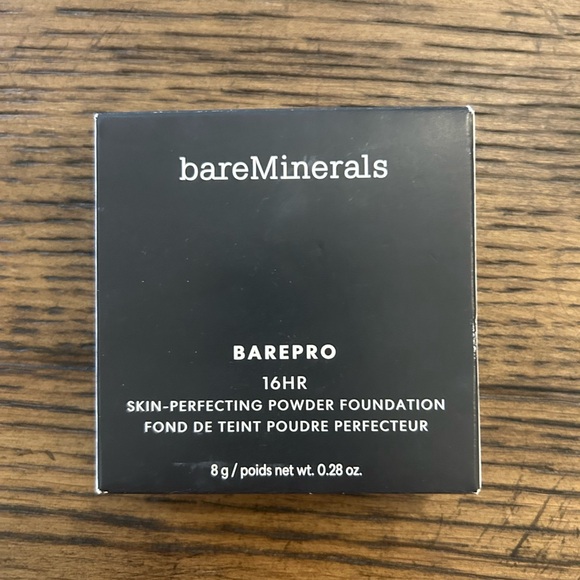 bareMinerals
BAREPRO
16HR
SKIN-PERFECTING POWDER FOUNDATION
FOND DE TEINT POUDRE PERFECTEUR
8 g / poids net wt. 0.28 oz.